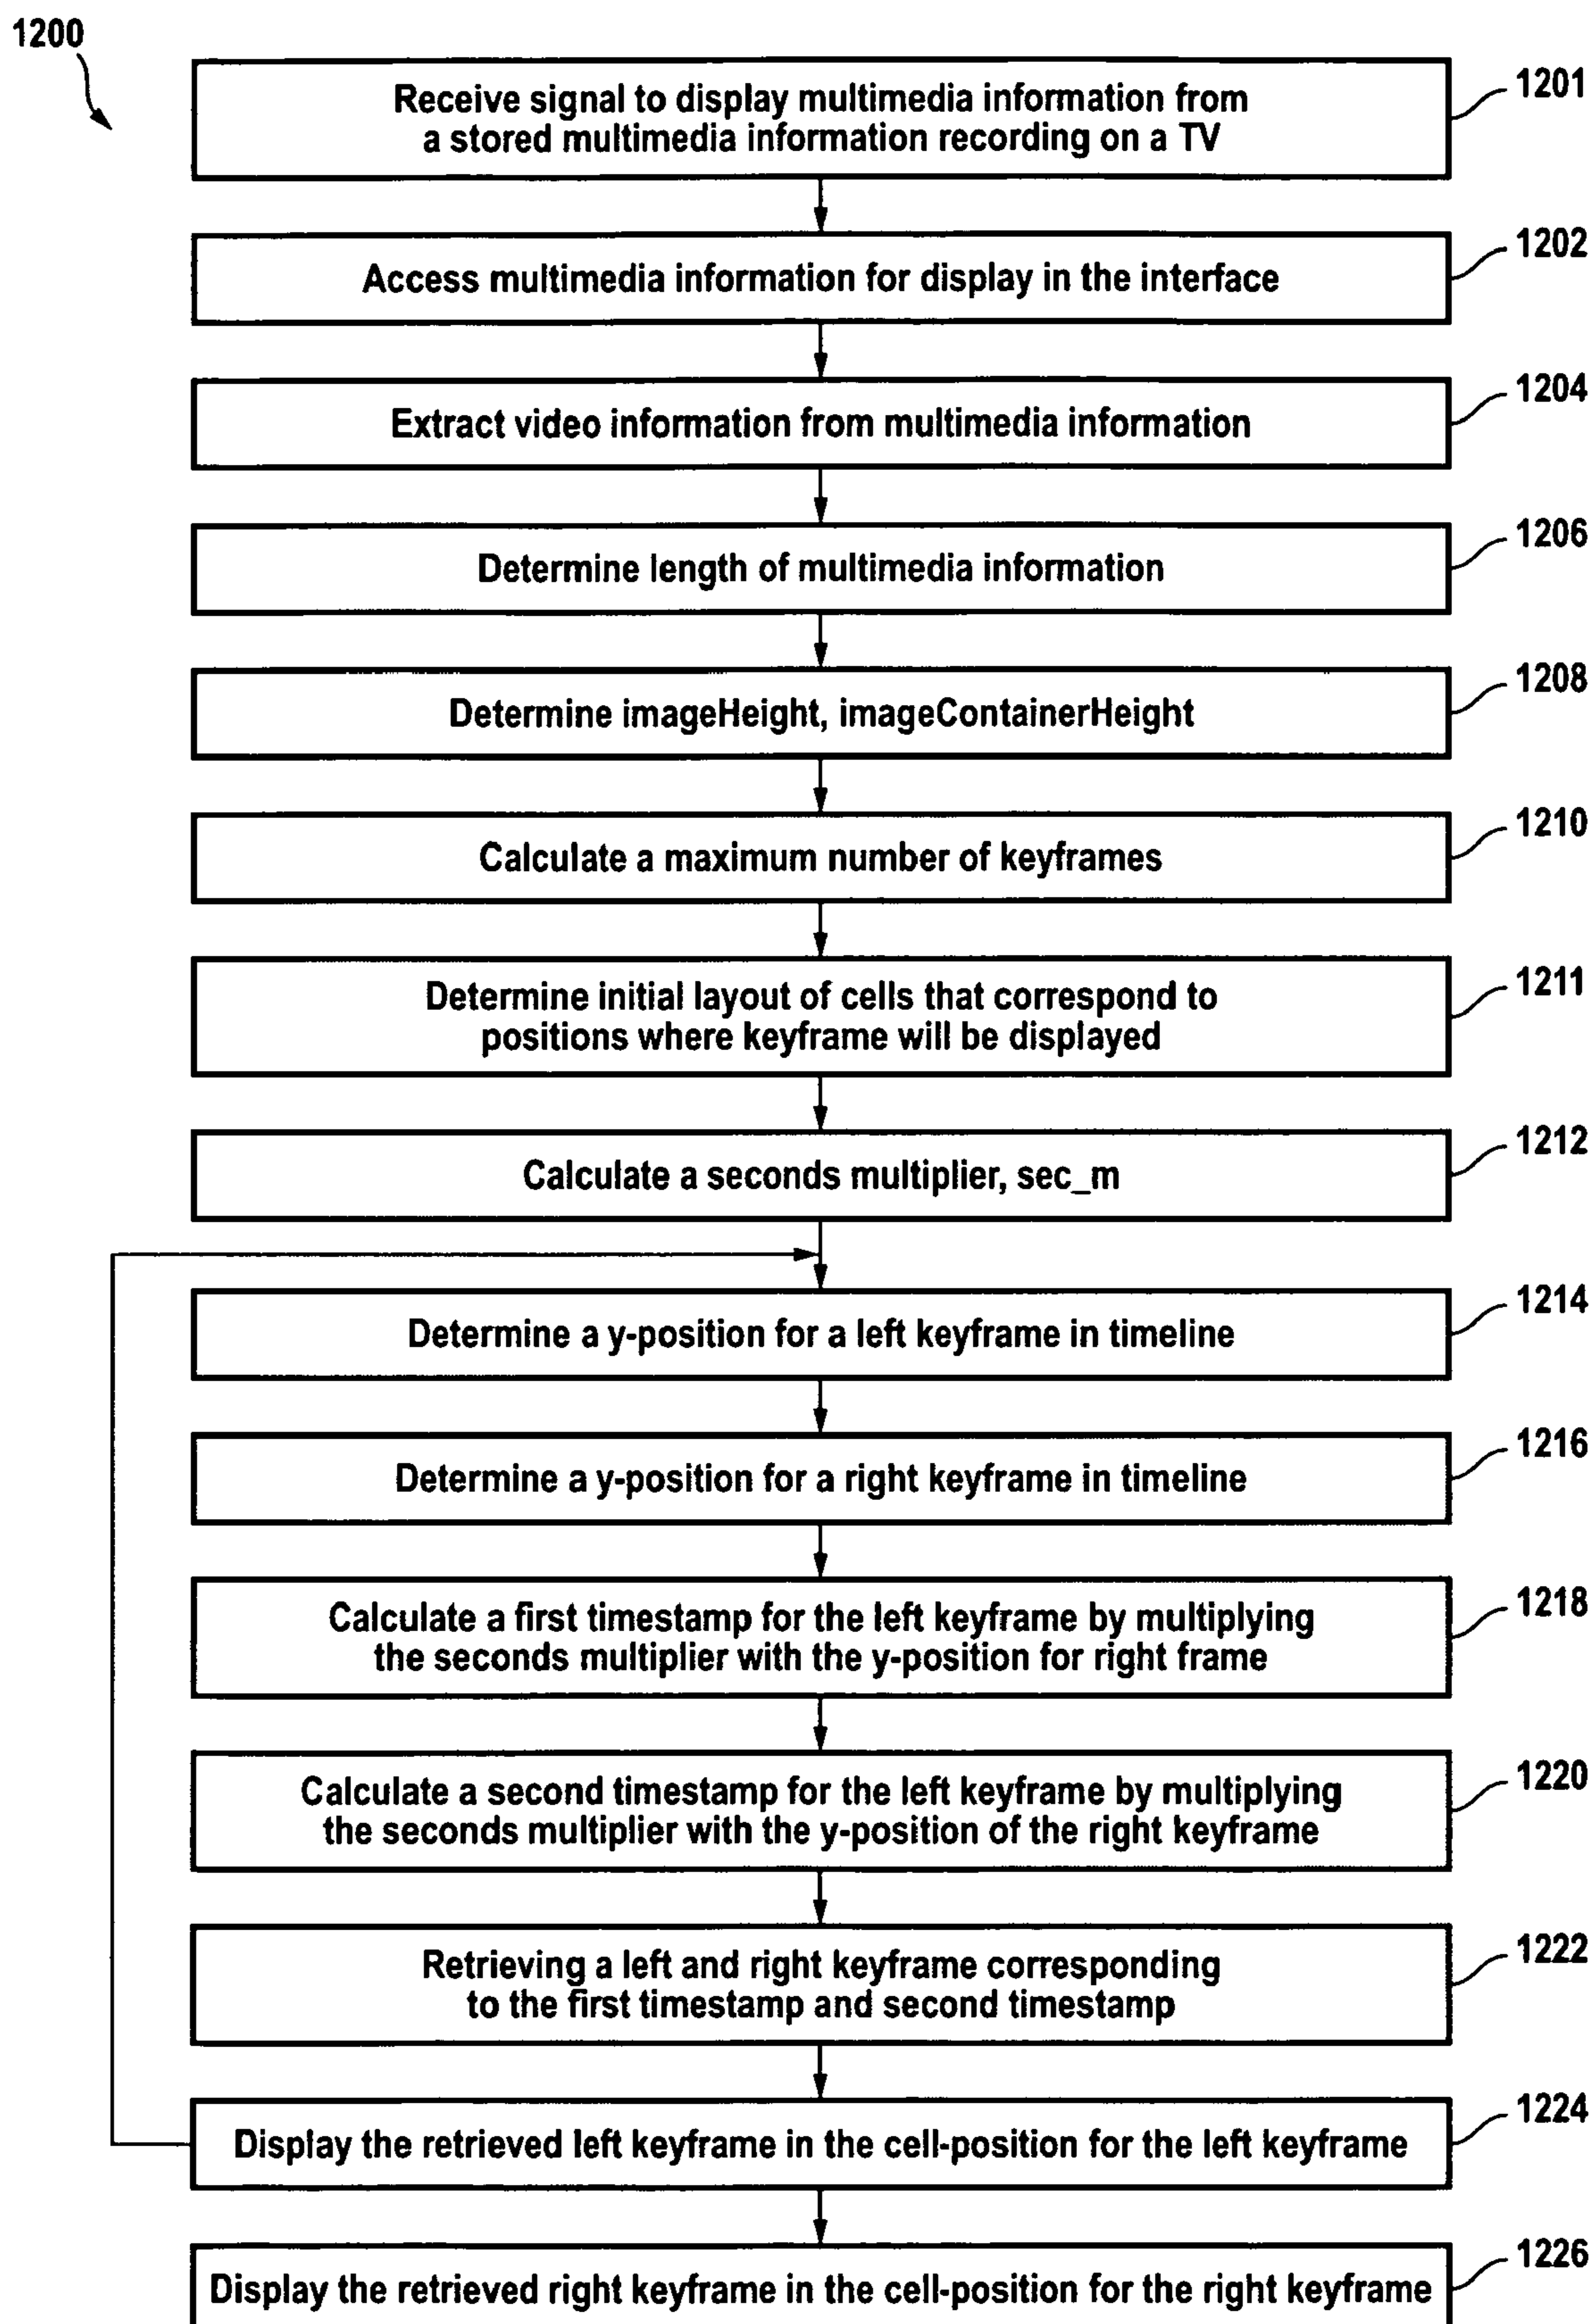 1200
Receive signal to display multimedia information from
a stored multimedia information recording on a TV
1201
Access multimedia information for display in the interface
1202
Extract video information from multimedia information
1204
Determine length of multimedia information
1206
Determine imageHeight, imageContainerHeight
1208
Calculate a maximum number of keyframes
1210
Determine initial layout of cells that correspond to
positions where keyframe will be displayed
1211
Calculate a seconds multiplier, sec_m
1212
Determine a y-position for a left keyframe in timeline
1214
Determine a y-position for a right keyframe in timeline
1216
Calculate a first timestamp for the left keyframe by multiplying
the seconds multiplier with the y-position for right frame
1218
Calculate a second timestamp for the left keyframe by multiplying
the seconds multiplier with the y-position of the right keyframe
1220
Retrieving a left and right keyframe corresponding
to the first timestamp and second timestamp
1222
Display the retrieved left keyframe in the cell-position for the left keyframe
1224
Display the retrieved right keyframe in the cell-position for the right keyframe
1226